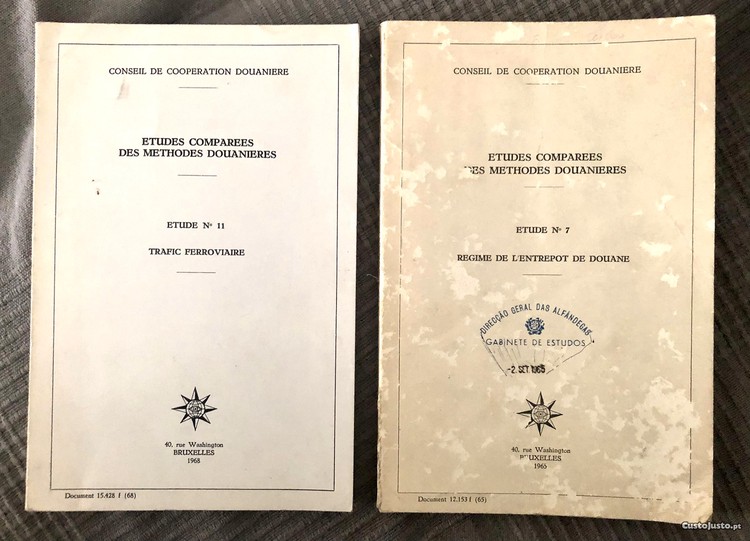 CONSEIL DE COOPERATION DOUANIERE
ETUDES COMPAREES
DES METHODES DOUANIERES
ETUDE Nº 11
TRAFIC FERROVIAIRE
40, rue Washington
BRUXELLES
1968
Document 15.428 f (68)
CONSEIL DE COOPERATION DOUANIERE
ETUDES COMPAREES
DES METHODES DOUANIERES
ETUDE Nº 7
REGIME DE L'ENTREPOT DE DOUANE
DIRECÇÃO GERAL DAS ALFÂNDEGAS
GABINETE DE ESTUDOS
-2. SET. 1965
40, rue Washington
BRUXELLES
1965
Document 12.153 f (65)
CustoJusto.pt